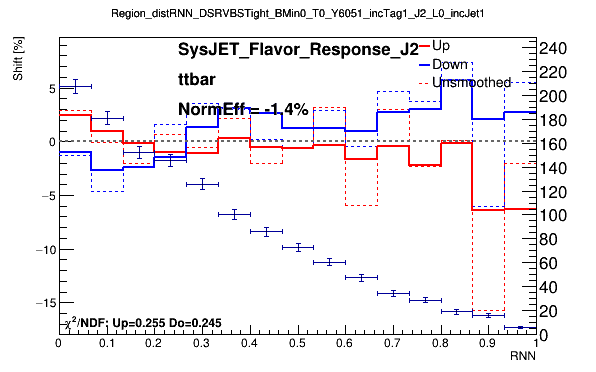 Region_distRNN_DSRVBSTight_BMin0_T0_Y6051_incTag1_J2_L0_incJet1
Shift [%]
SysJET_Flavor_Response_J2
ttbar
NormEff = -1.4%
Up
Down
Unsmoothed
5
0
−5
−10
−15
240
220
200
180
160
140
120
100
80
60
40
20
0
χ²/NDF: Up=0.255 Do=0.245
0 0.1 0.2 0.3 0.4 0.5 0.6 0.7 0.8 0.9 1
RNN